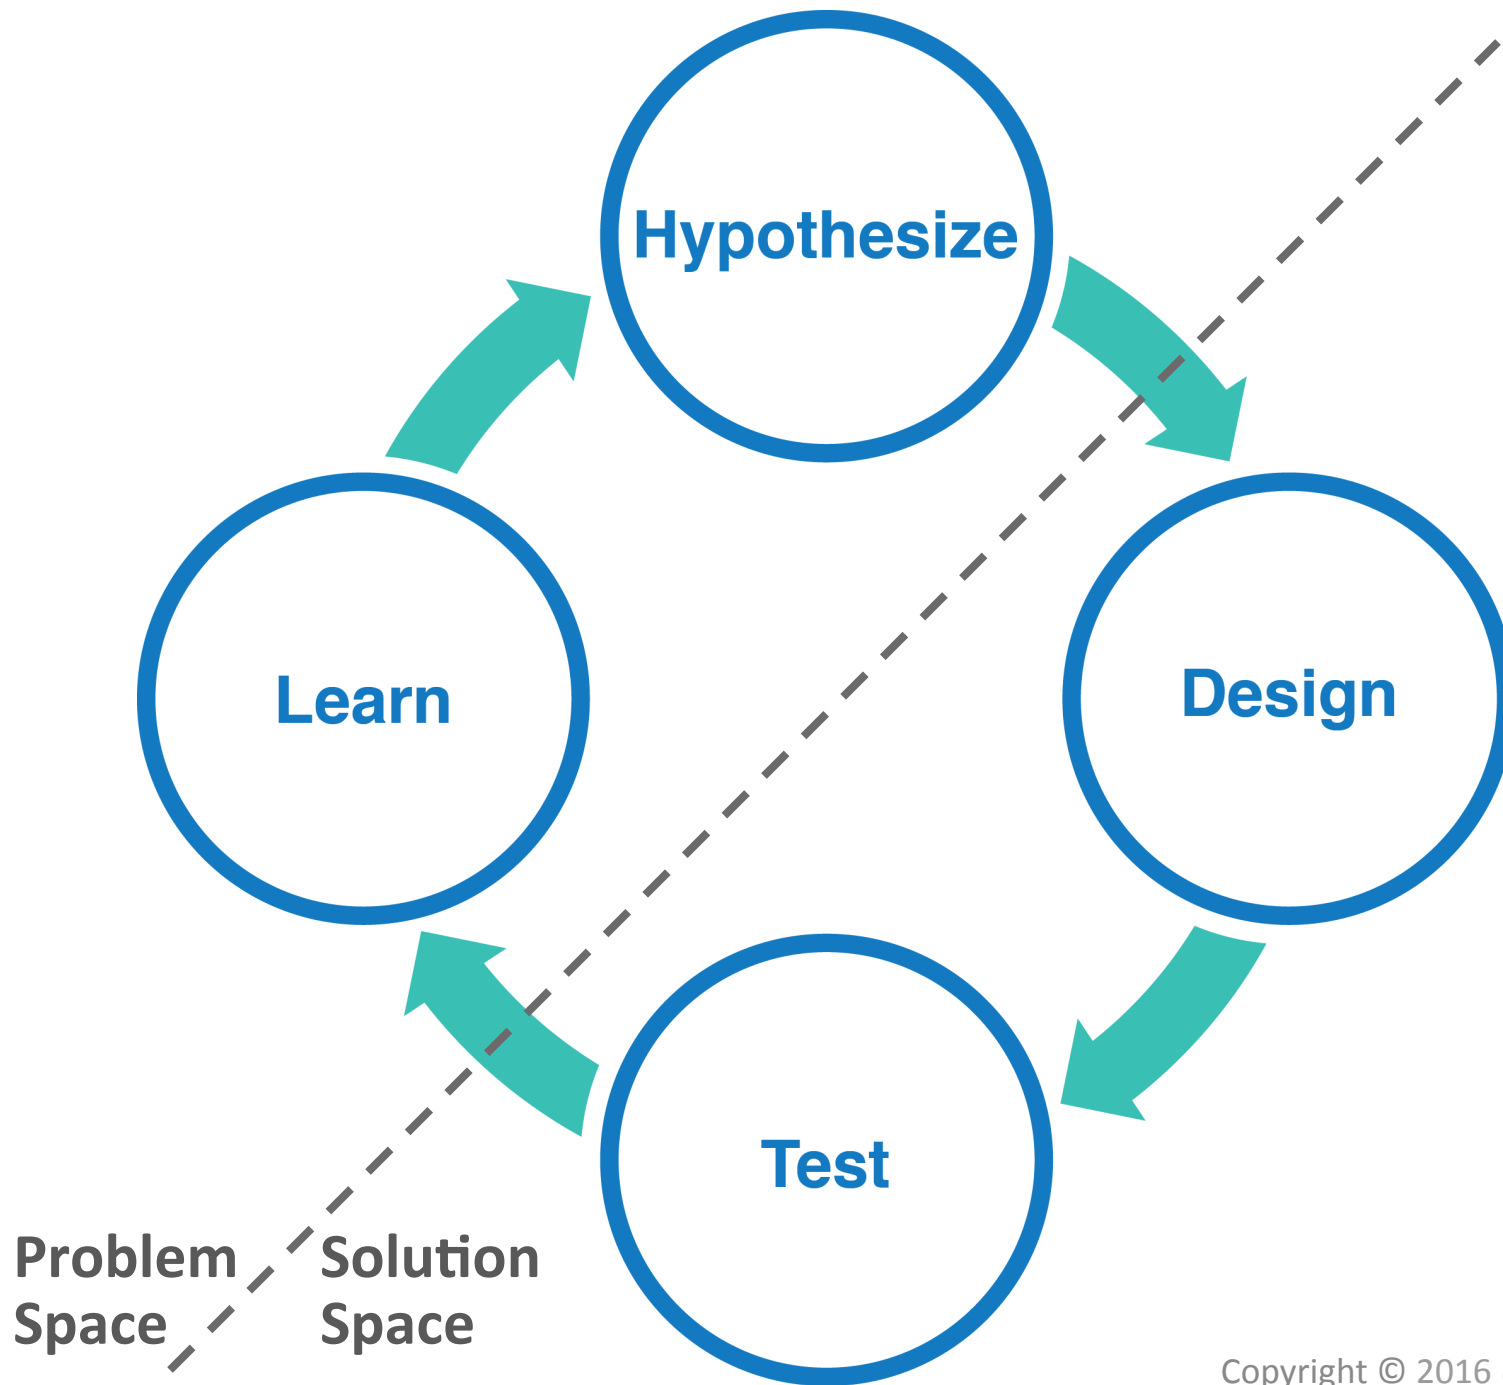 Hypothesize
Learn
Design
Test
Problem
Space
Solution
Space
Copyright © 2016